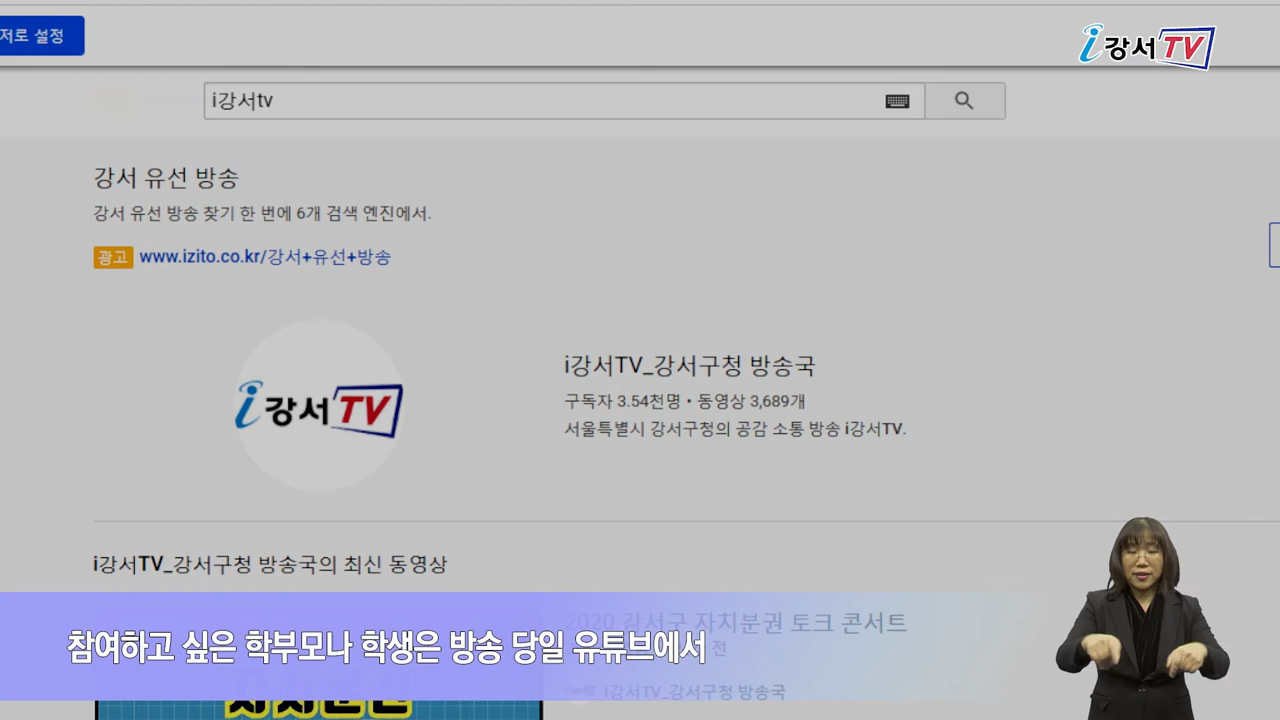 저로 설정
i강서TV
i강서tv
강서 유선 방송
강서 유선 방송 찾기 한 번에 6개 검색 엔진에서.
광고 www.izito.co.kr/강서+유선+방송
i강서TV
i강서TV_강서구청 방송국
구독자 3.54천명 • 동영상 3,689개
서울특별시 강서구청의 공감 소통 방송 i강서TV.
i강서TV_강서구청 방송국의 최신 동영상
2020 강서구 자치분권 토크 콘서트
전
i강서TV_강서구청 방송국
참여하고 싶은 학부모나 학생은 방송 당일 유튜브에서
자치분권